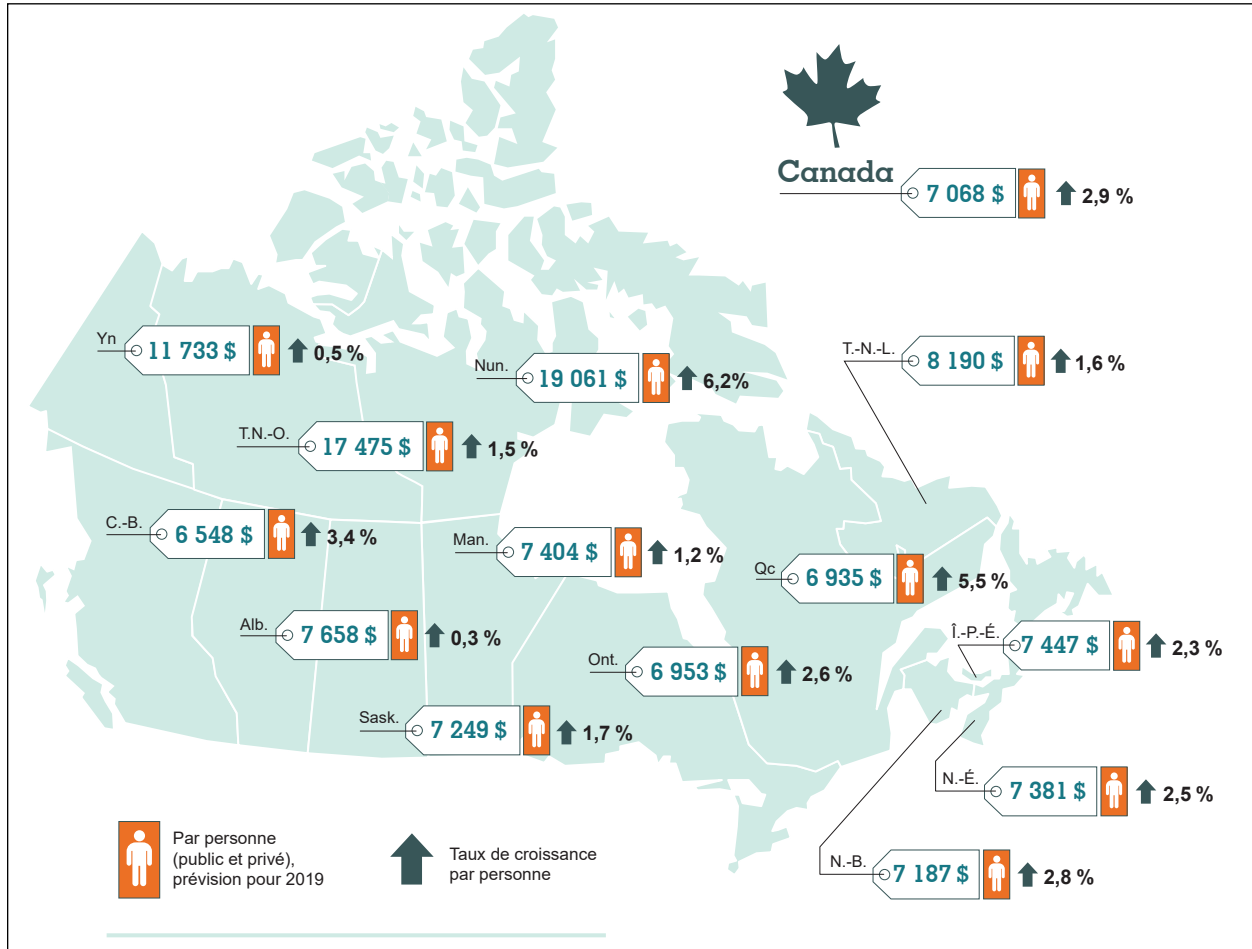 Canada
7 068 $ 2,9 %
Yn 11 733 $ 0,5 %
Nun. 19 061 $ 6,2%
T.-N.-L. 8 190 $ 1,6 %
T.N.-O. 17 475 $ 1,5 %
C.-B. 6 548 $ 3,4 %
Man. 7 404 $ 1,2 %
Qc 6 935 $ 5,5 %
Alb. 7 658 $ 0,3 %
Î.-P.-É. 7 447 $ 2,3 %
Ont. 6 953 $ 2,6 %
Sask. 7 249 $ 1,7 %
N.-É. 7 381 $ 2,5 %
N.-B. 7 187 $ 2,8 %
Par personne
(public et privé),
prévision pour 2019
Taux de croissance
par personne